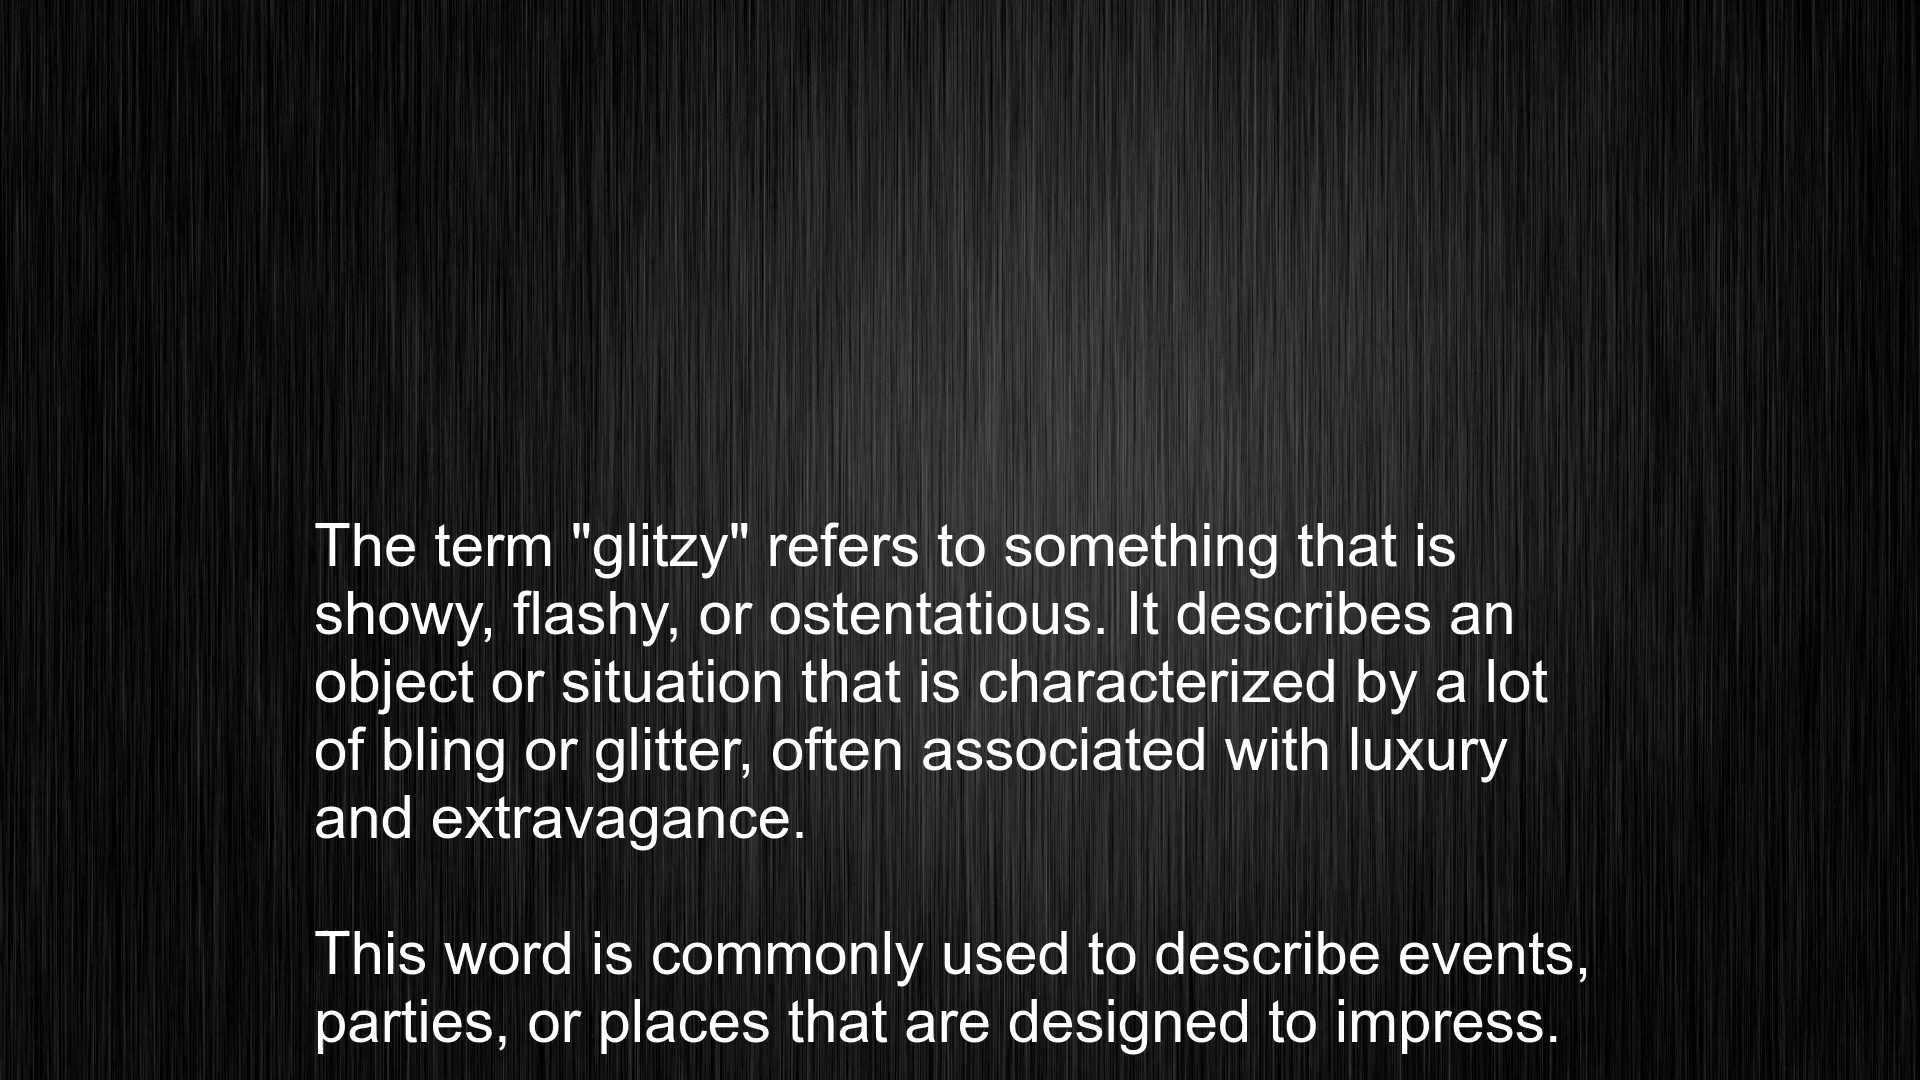 The term "glitzy" refers to something that is
showy, flashy, or ostentatious. It describes an
object or situation that is characterized by a lot
of bling or glitter, often associated with luxury
and extravagance.
This word is commonly used to describe events,
parties, or places that are designed to impress.